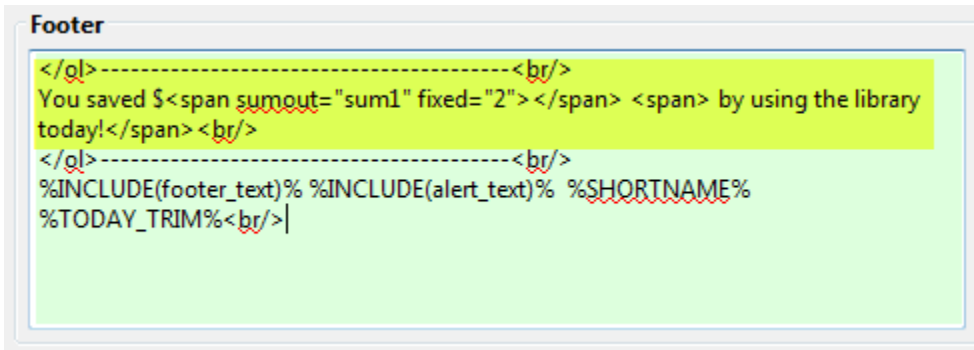 Footer
</ol>-----------------------------------------<br/>
You saved $<span sumout="sum1" fixed="2"></span> <span> by using the library
today!</span><br/>
</ol>-----------------------------------------<br/>
%INCLUDE(footer_text)% %INCLUDE(alert_text)%  %SHORTNAME%
%TODAY_TRIM%<br/>